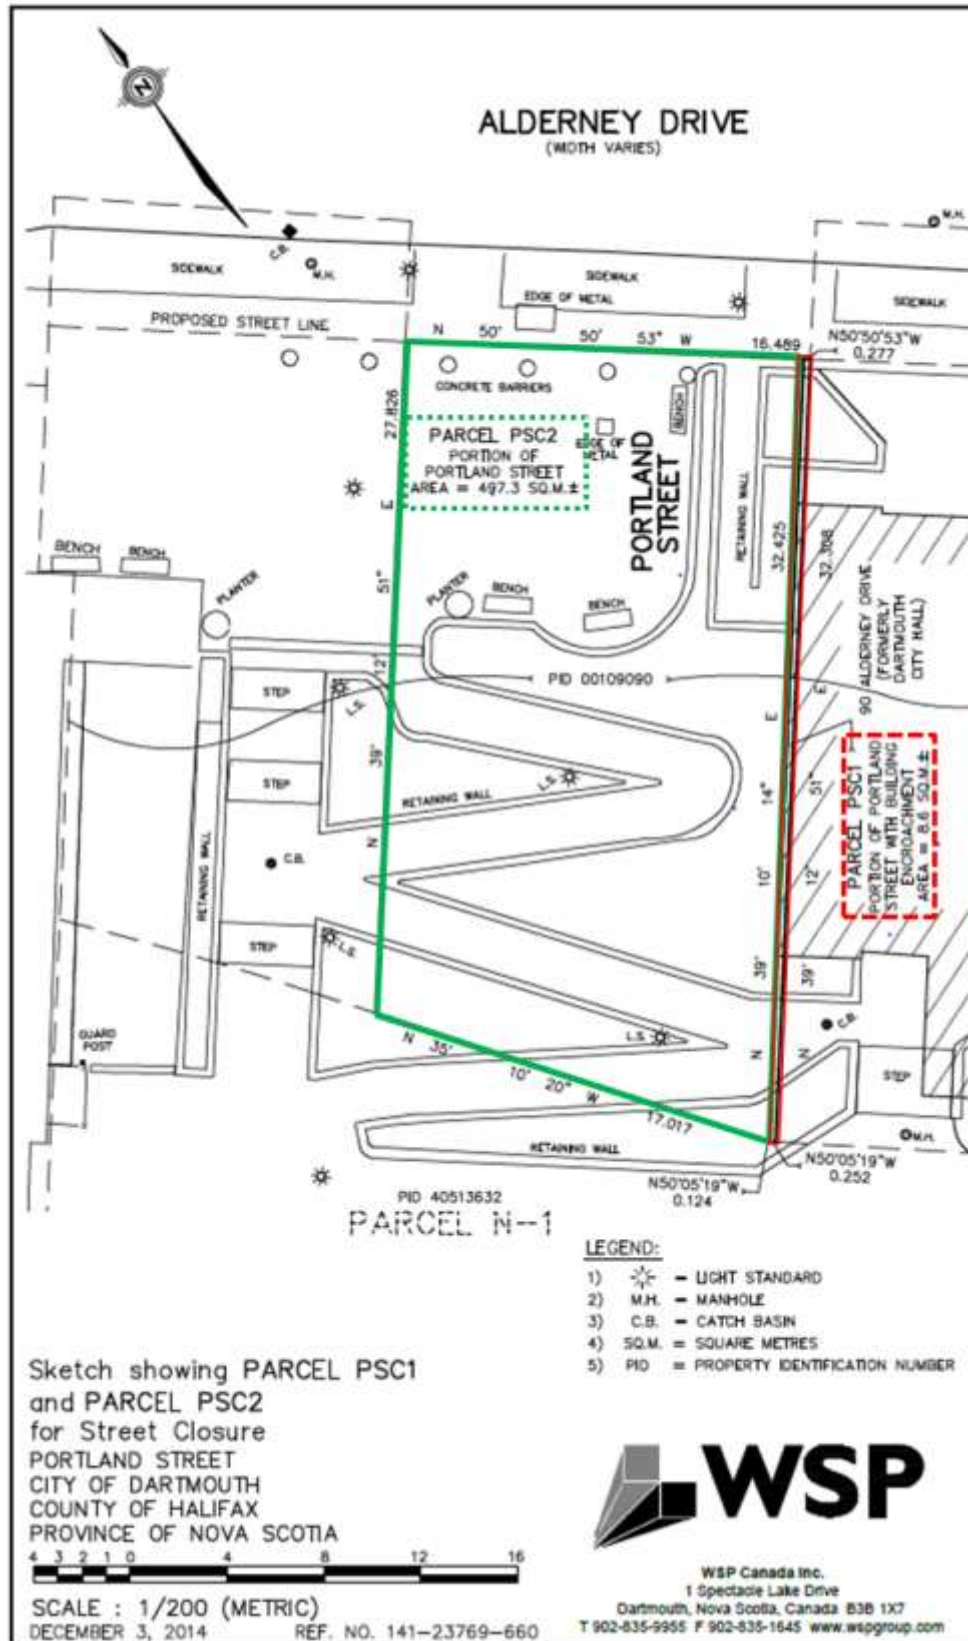 ALDERNEY DRIVE
(WIDTH VARIES)
N
M.H.
C.B.
M.H.
SIDEWALK
SIDEWALK
EDGE OF METAL
SIDEWALK
PROPOSED STREET LINE
N 50° 50' 53" W 16.489
N50°50'53"W
0.277
CONCRETE BARRIERS
BENCH
27.826
PARCEL PSC2
PORTION OF
PORTLAND STREET
AREA = 497.3 SQ.M.±
EDGE OF
METAL
PORTLAND
STREET
RETAINING WALL
32.425
32.308
N 39° 12' 51" E
N 39° 10' 14" E
N 39° 12' 51" E
BENCH
BENCH
PLANTER
PLANTER
BENCH
BENCH
90 ALDERNEY DRIVE
(FORMERLY
DARTMOUTH
CITY HALL)
PID 00109090
STEP
L.S.
STEP
RETAINING WALL
L.S.
PARCEL PSC1
PORTION OF PORTLAND
STREET WITH BUILDING
ENCROACHMENT
AREA = 8.6 SQ.M.±
RETAINING WALL
C.B.
STEP
L.S.
GUARD
POST
L.S.
C.B.
N 35° 10' 20" W 17.017
STEP
M.H.
RETAINING WALL
N50°05'19"W
0.252
N50°05'19"W
0.124
PID 40513632
PARCEL N-1
LEGEND:
1) = LIGHT STANDARD
2) M.H. = MANHOLE
3) C.B. = CATCH BASIN
4) SQ.M. = SQUARE METRES
5) PID = PROPERTY IDENTIFICATION NUMBER
Sketch showing PARCEL PSC1
and PARCEL PSC2
for Street Closure
PORTLAND STREET
CITY OF DARTMOUTH
COUNTY OF HALIFAX
PROVINCE OF NOVA SCOTIA
4 3 2 1 0 4 8 12 16
SCALE : 1/200 (METRIC)
DECEMBER 3, 2014 REF. NO. 141-23769-660
WSP
WSP Canada Inc.
1 Spectacle Lake Drive
Dartmouth, Nova Scotia, Canada B3B 1X7
T 902-835-9955 F 902-835-1645 www.wspgroup.com